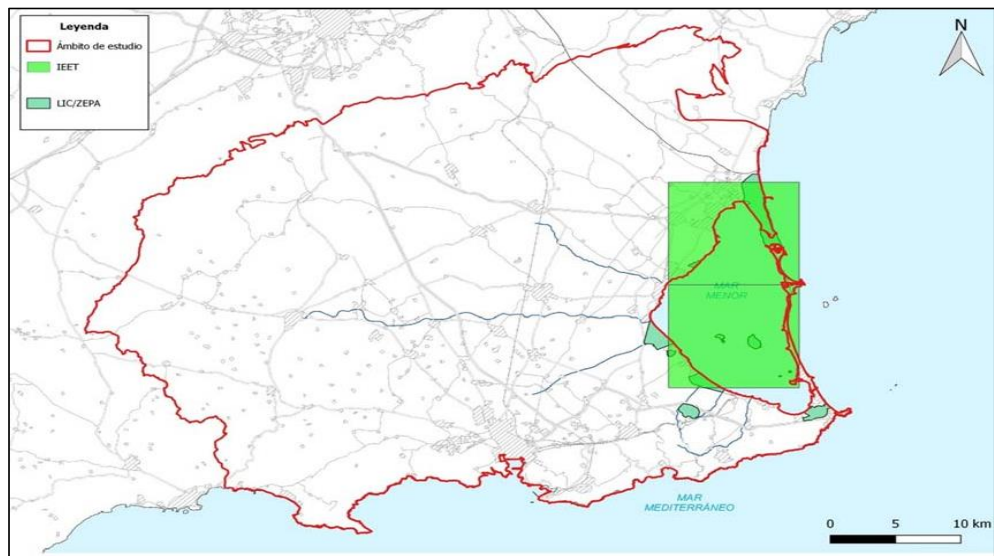 Leyenda
Ámbito de estudio
IEET
LIC/ZEPA
N
MAR
MENOR
MAR
MEDITERRÁNEO
0 5 10 km